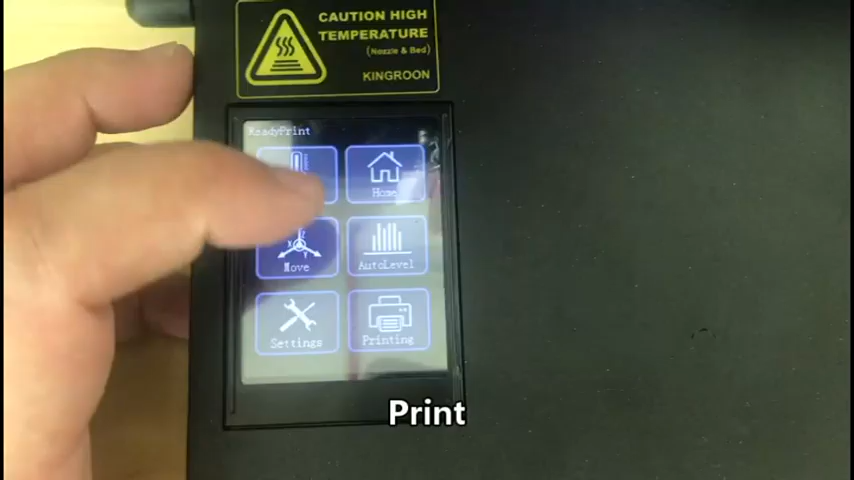 CAUTION HIGH
TEMPERATURE
(Nozzle & Bed)
KINGROON
ReadyPrint
Home
Move
AutoLevel
Settings
Printing
Print